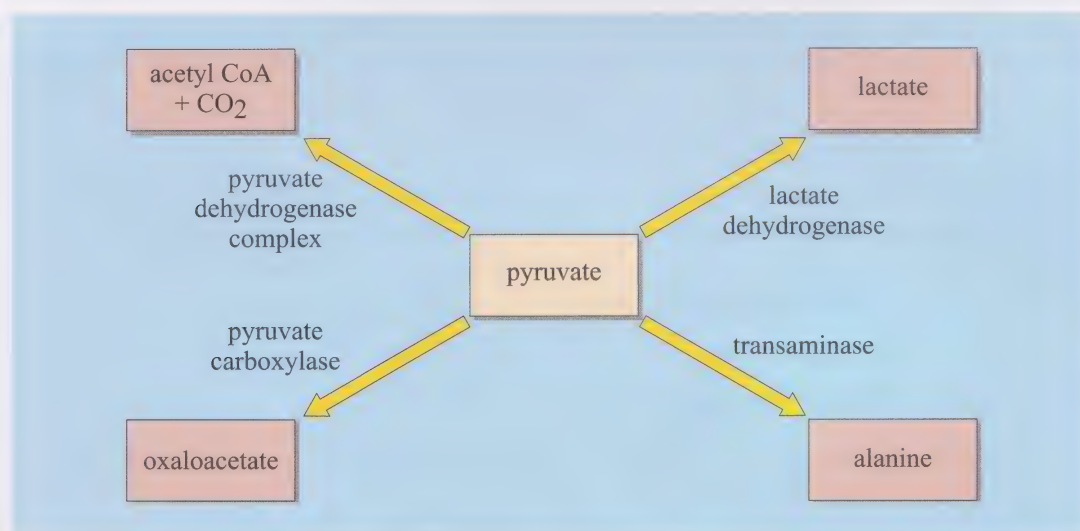 acetyl CoA
+ CO2
lactate
pyruvate
dehydrogenase
complex
lactate
dehydrogenase
pyruvate
pyruvate
carboxylase
transaminase
oxaloacetate
alanine